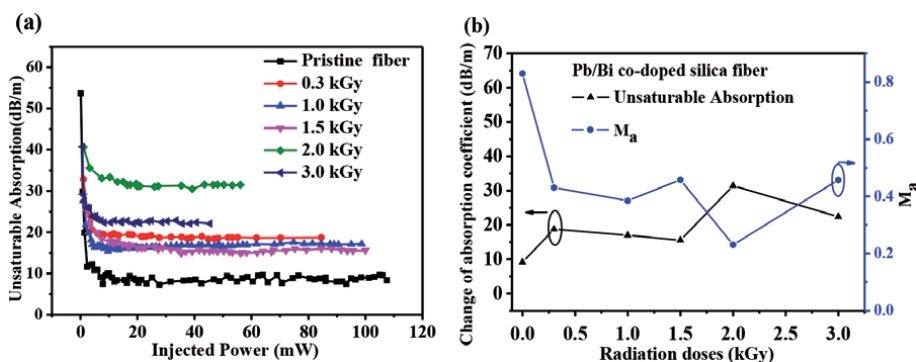 (a)
Unsaturable Absorption(dB/m)
60
50
40
30
20
10
0
Pristine fiber
0.3 kGy
1.0 kGy
1.5 kGy
2.0 kGy
3.0 kGy
0 20 40 60 80 100 120
Injected Power (mW)
(b)
Change of absorption coefficient (dB/m)
70
60
50
40
30
20
10
0
Pb/Bi co-doped silica fiber
Unsaturable Absorption
Ma
0.8
0.6
0.4
0.2
0.0
Ma
0.0 0.5 1.0 1.5 2.0 2.5 3.0
Radiation doses (kGy)